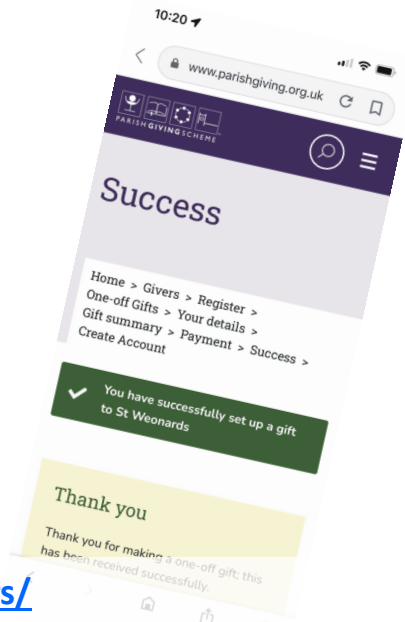 10:20
www.parishgiving.org.uk
PARISH GIVING SCHEME
Success
Home > Givers > Register >
One-off Gifts > Your details >
Gift summary > Payment > Success >
Create Account
You have successfully set up a gift
to St Weonards
Thank you
Thank you for making a one-off gift; this
has been received successfully.
s/